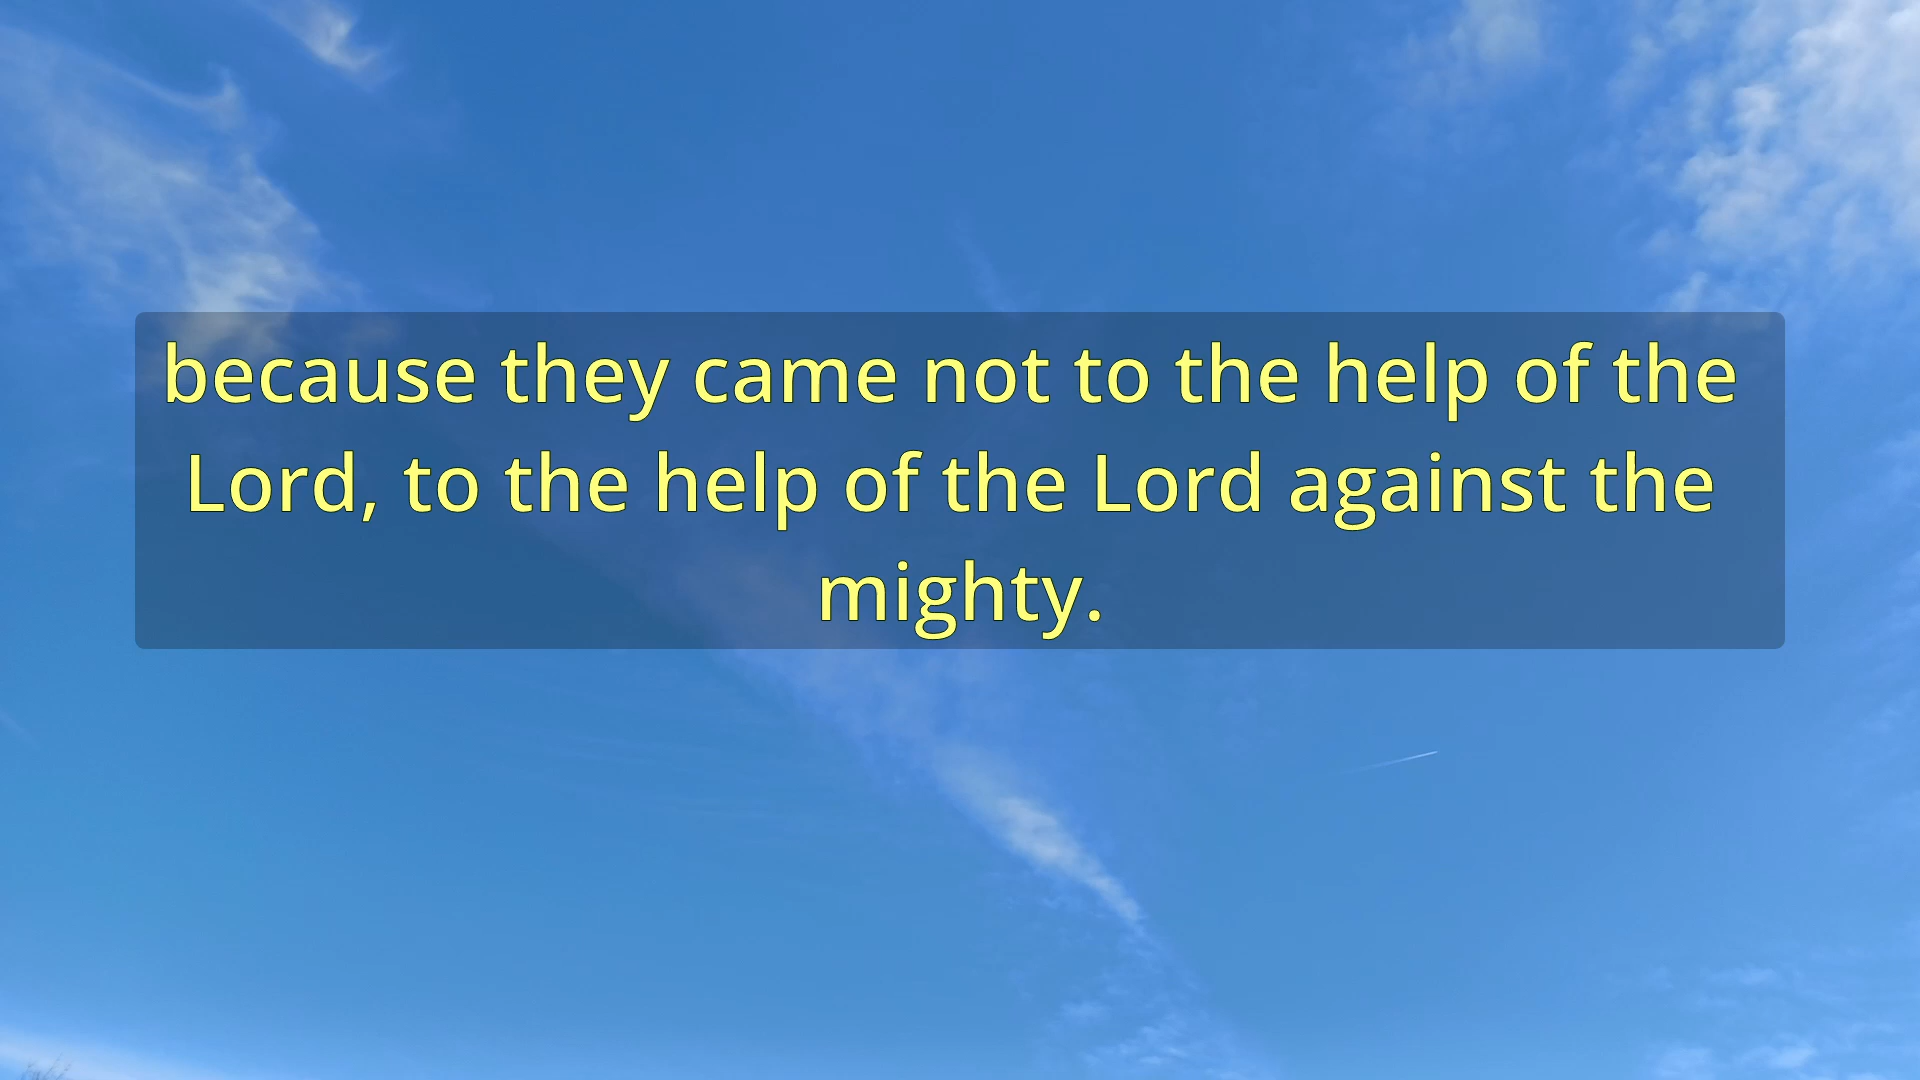 because they came not to the help of the
Lord, to the help of the Lord against the
mighty.